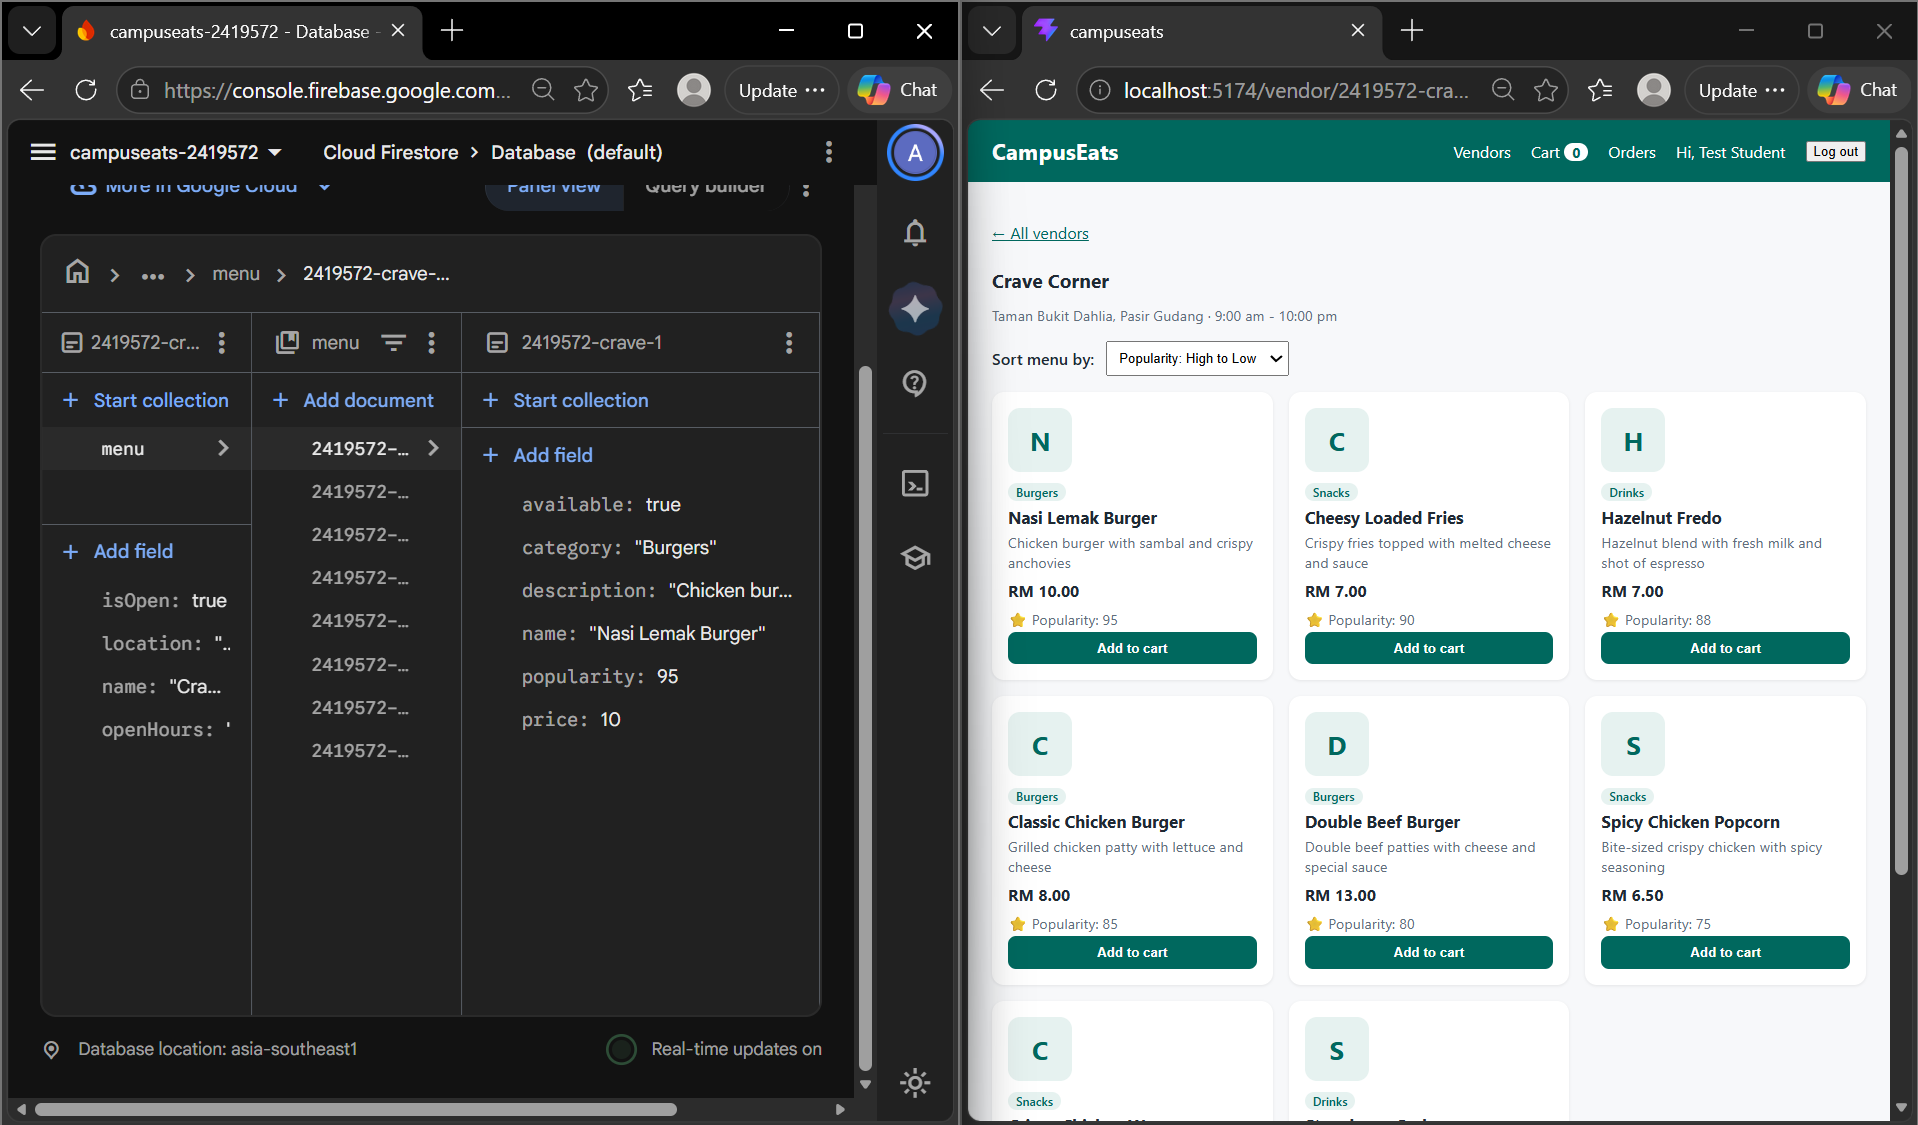 campuseats-2419572 - Database -
https://console.firebase.google.com...
Update
Chat
campuseats-2419572
Cloud Firestore
Database (default)
A
More in Google Cloud
Panel view
Query builder
menu
2419572-crave-...
2419572-cr...
menu
2419572-crave-1
Start collection
Add document
Start collection
menu
2419572-...
Add field
2419572-...
available: true
2419572-...
category: "Burgers"
Add field
2419572-...
description: "Chicken bur...
isOpen: true
2419572-...
name: "Nasi Lemak Burger"
location: "..
2419572-...
popularity: 95
name: "Cra...
2419572-...
price: 10
openHours: '
2419572-...
Database location: asia-southeast1
Real-time updates on
campuseats
localhost:5174/vendor/2419572-cra...
Update
Chat
CampusEats
Vendors
Cart 0
Orders
Hi, Test Student
Log out
← All vendors
Crave Corner
Taman Bukit Dahlia, Pasir Gudang · 9:00 am - 10:00 pm
Sort menu by:
Popularity: High to Low
N
Burgers
Nasi Lemak Burger
Chicken burger with sambal and crispy
anchovies
RM 10.00
Popularity: 95
Add to cart
C
Snacks
Cheesy Loaded Fries
Crispy fries topped with melted cheese
and sauce
RM 7.00
Popularity: 90
Add to cart
H
Drinks
Hazelnut Fredo
Hazelnut blend with fresh milk and
shot of espresso
RM 7.00
Popularity: 88
Add to cart
C
Burgers
Classic Chicken Burger
Grilled chicken patty with lettuce and
cheese
RM 8.00
Popularity: 85
Add to cart
D
Burgers
Double Beef Burger
Double beef patties with cheese and
special sauce
RM 13.00
Popularity: 80
Add to cart
S
Snacks
Spicy Chicken Popcorn
Bite-sized crispy chicken with spicy
seasoning
RM 6.50
Popularity: 75
Add to cart
C
Snacks
S
Drinks